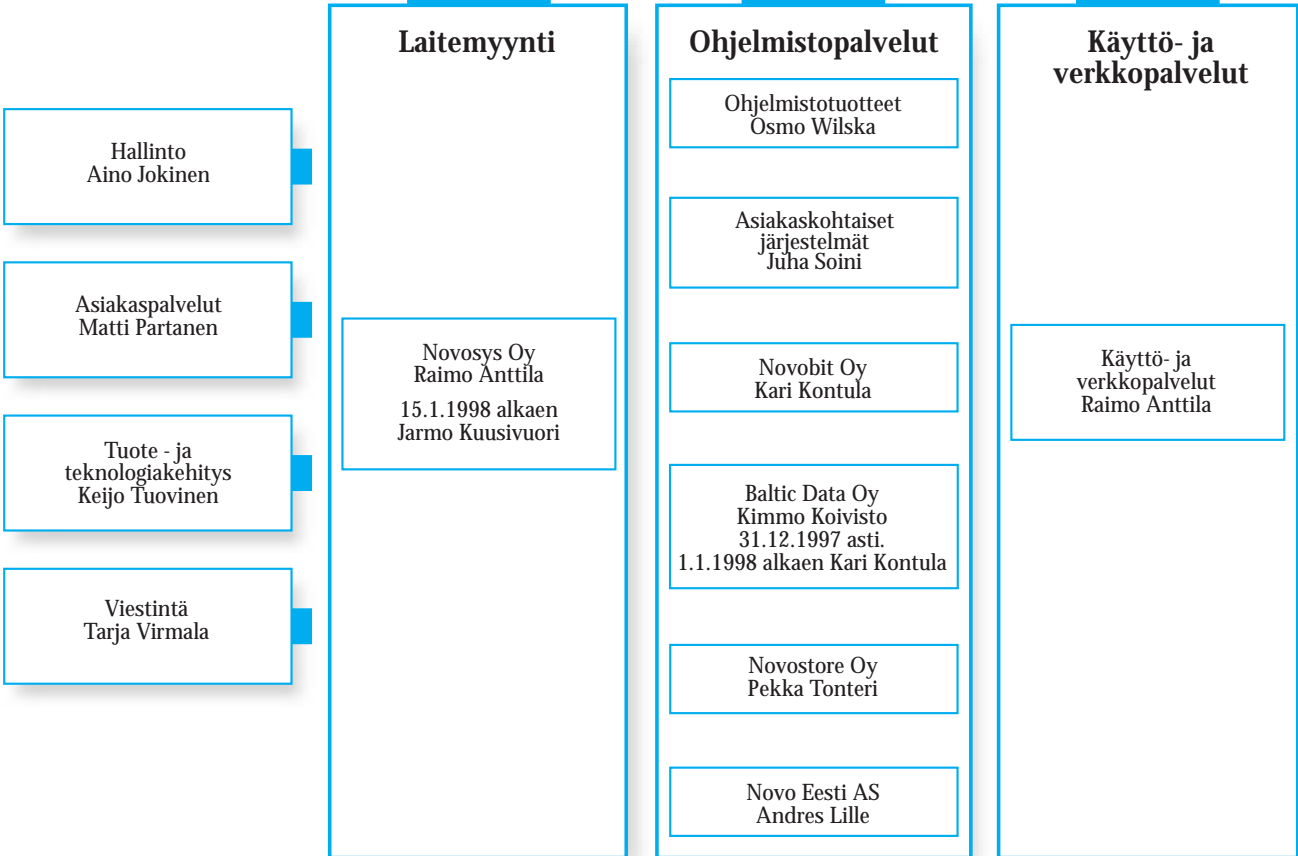 Laitemyynti
Ohjelmistopalvelut
Käyttö- ja
verkkopalvelut
Hallinto
Aino Jokinen
Asiakaspalvelut
Matti Partanen
Tuote - ja
teknologiakehitys
Keijo Tuovinen
Viestintä
Tarja Virmala
Novosys Oy
Raimo Anttila
15.1.1998 alkaen
Jarmo Kuusivuori
Ohjelmistotuotteet
Osmo Wilska
Asiakaskohtaiset
järjestelmät
Juha Soini
Novobit Oy
Kari Kontula
Baltic Data Oy
Kimmo Koivisto
31.12.1997 asti.
1.1.1998 alkaen Kari Kontula
Novostore Oy
Pekka Tonteri
Novo Eesti AS
Andres Lille
Käyttö- ja
verkkopalvelut
Raimo Anttila